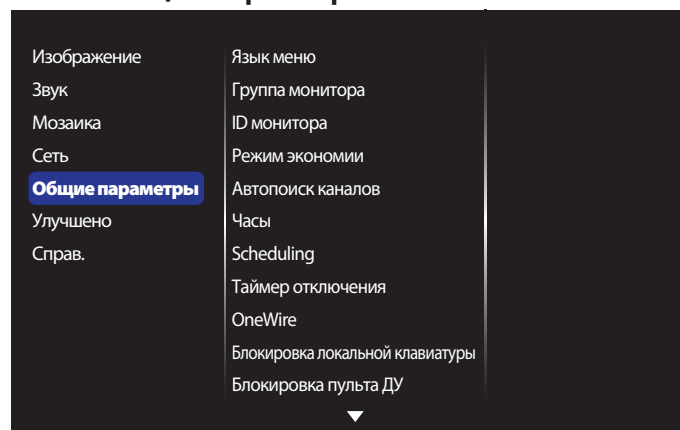 Изображение
Звук
Мозаика
Сеть
Общие параметры
Улучшено
Справ.
Язык меню
Группа монитора
ID монитора
Режим экономии
Автопоиск каналов
Часы
Scheduling
Таймер отключения
OneWire
Блокировка локальной клавиатуры
Блокировка пульта ДУ